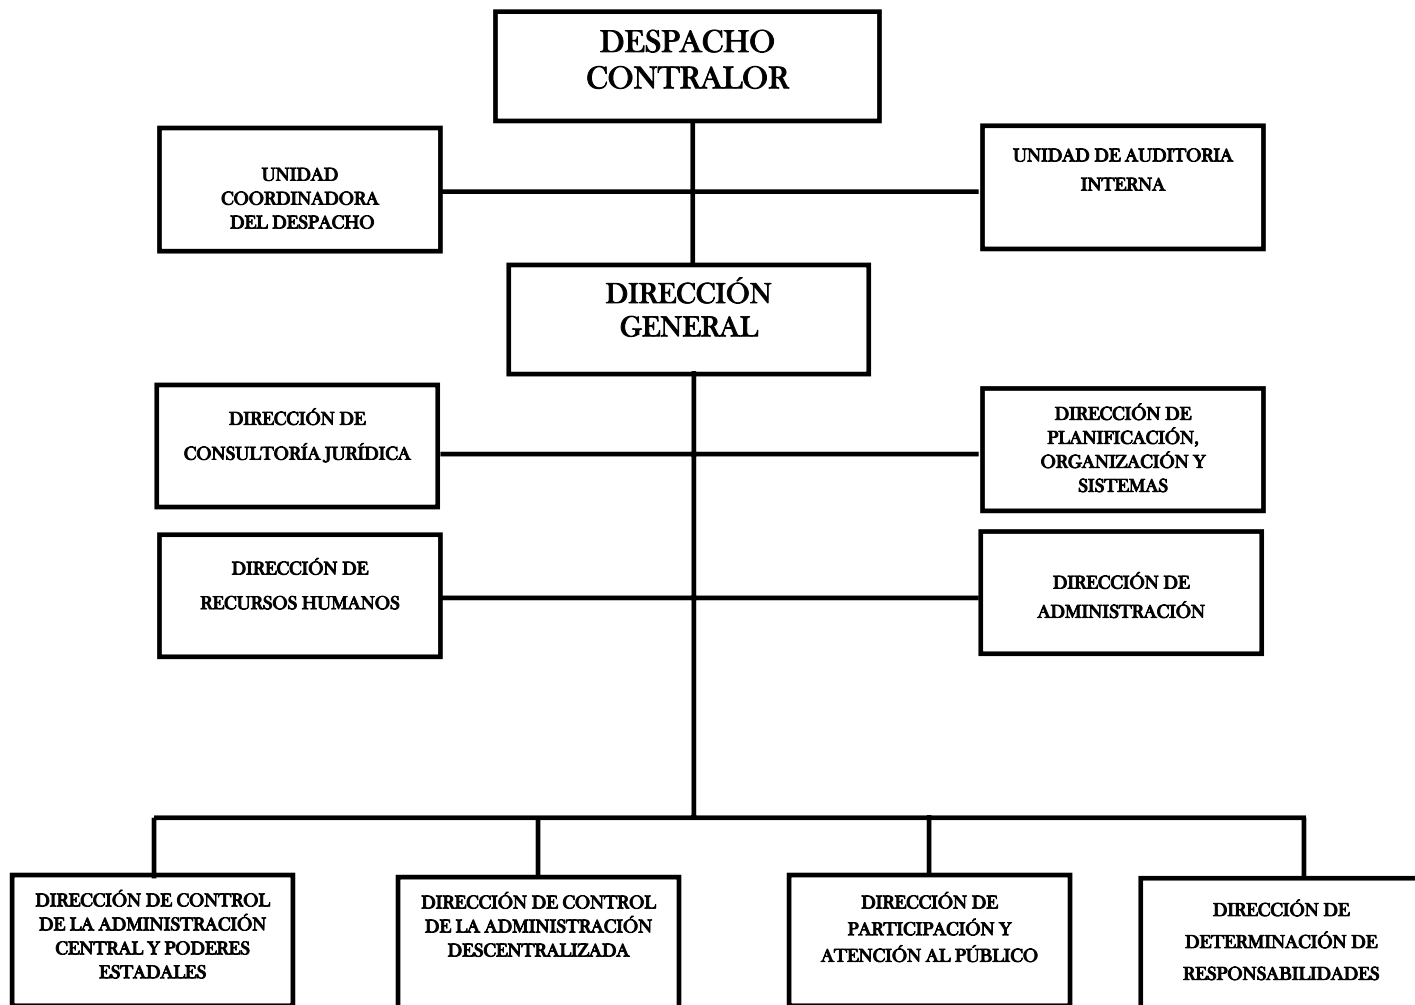 DESPACHO
CONTRALOR
UNIDAD
COORDINADORA
DEL DESPACHO
UNIDAD DE AUDITORIA
INTERNA
DIRECCIÓN
GENERAL
DIRECCIÓN DE
CONSULTORÍA JURÍDICA
DIRECCIÓN DE
PLANIFICACIÓN,
ORGANIZACIÓN Y
SISTEMAS
DIRECCIÓN DE
RECURSOS HUMANOS
DIRECCIÓN DE
ADMINISTRACIÓN
DIRECCIÓN DE CONTROL
DE LA ADMINISTRACIÓN
CENTRAL Y PODERES
ESTADALES
DIRECCIÓN DE CONTROL
DE LA ADMINISTRACIÓN
DESCENTRALIZADA
DIRECCIÓN DE
PARTICIPACIÓN Y
ATENCIÓN AL PÚBLICO
DIRECCIÓN DE
DETERMINACIÓN DE
RESPONSABILIDADES